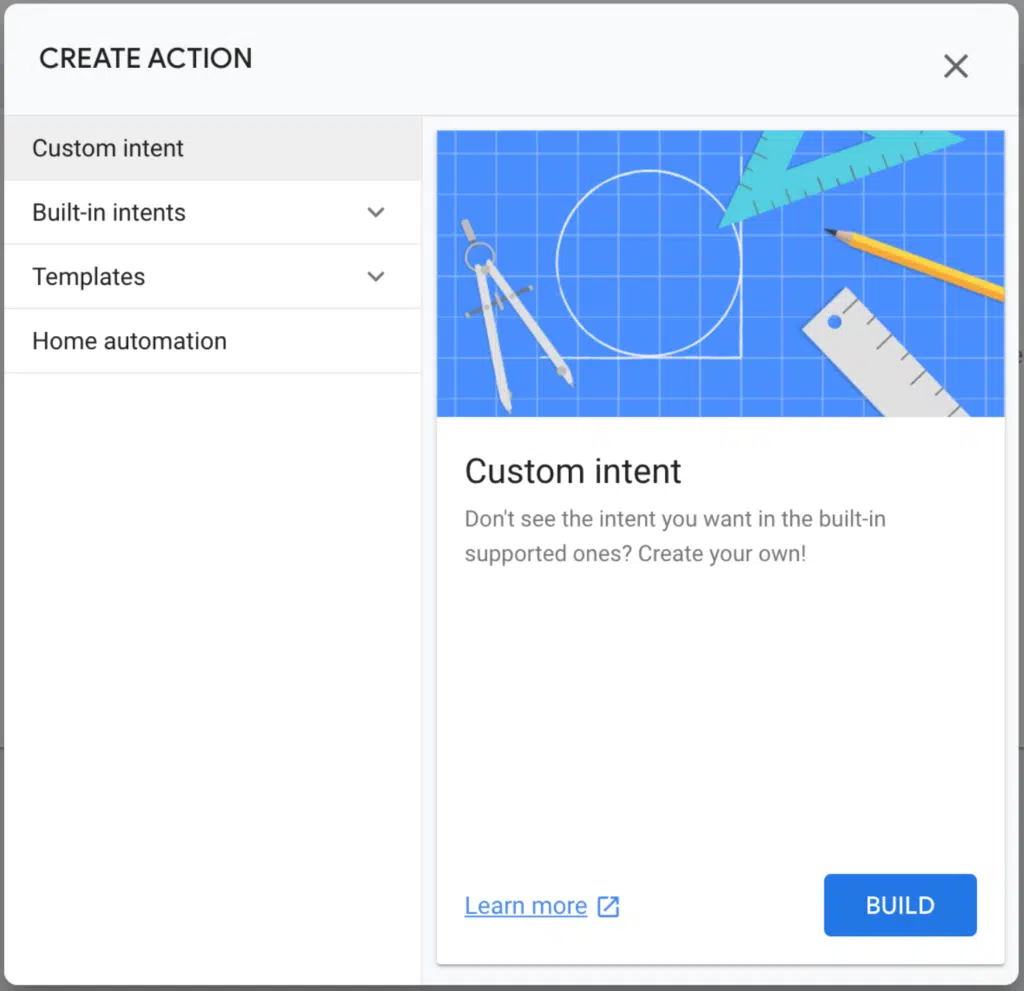 CREATE ACTION
Custom intent
Built-in intents
Templates
Home automation
Custom intent
Don't see the intent you want in the built-in
supported ones? Create your own!
Learn more
BUILD